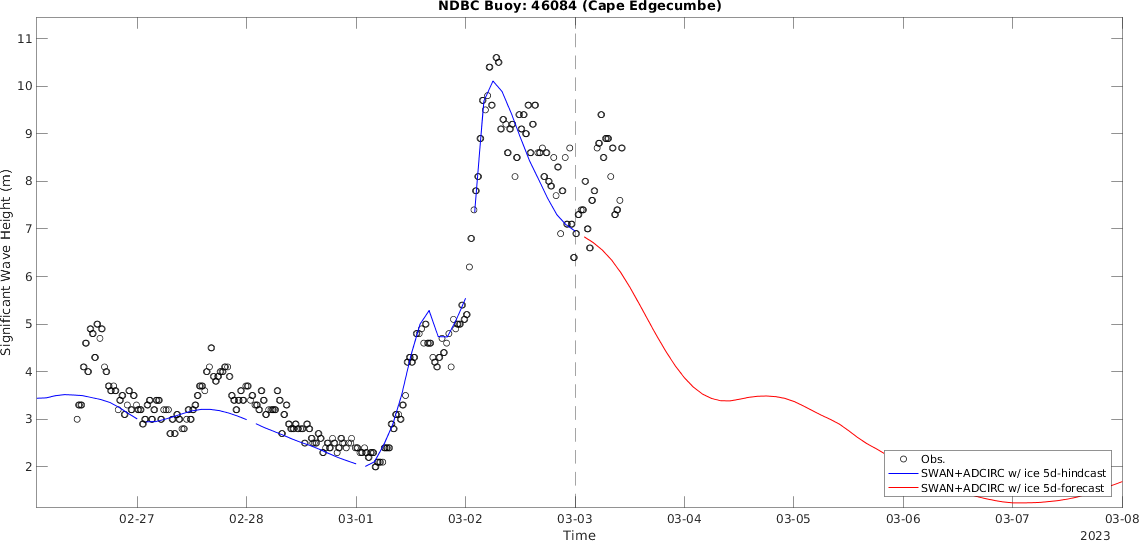 NDBC Buoy: 46084 (Cape Edgecumbe)
11
10
9
8
7
6
5
4
3
2
Significant Wave Height (m)
02-27 02-28 03-01 03-02 03-03 03-04 03-05 03-06 03-07 03-08
Time
2023
Obs.
SWAN+ADCIRC w/ ice 5d-hindcast
SWAN+ADCIRC w/ ice 5d-forecast